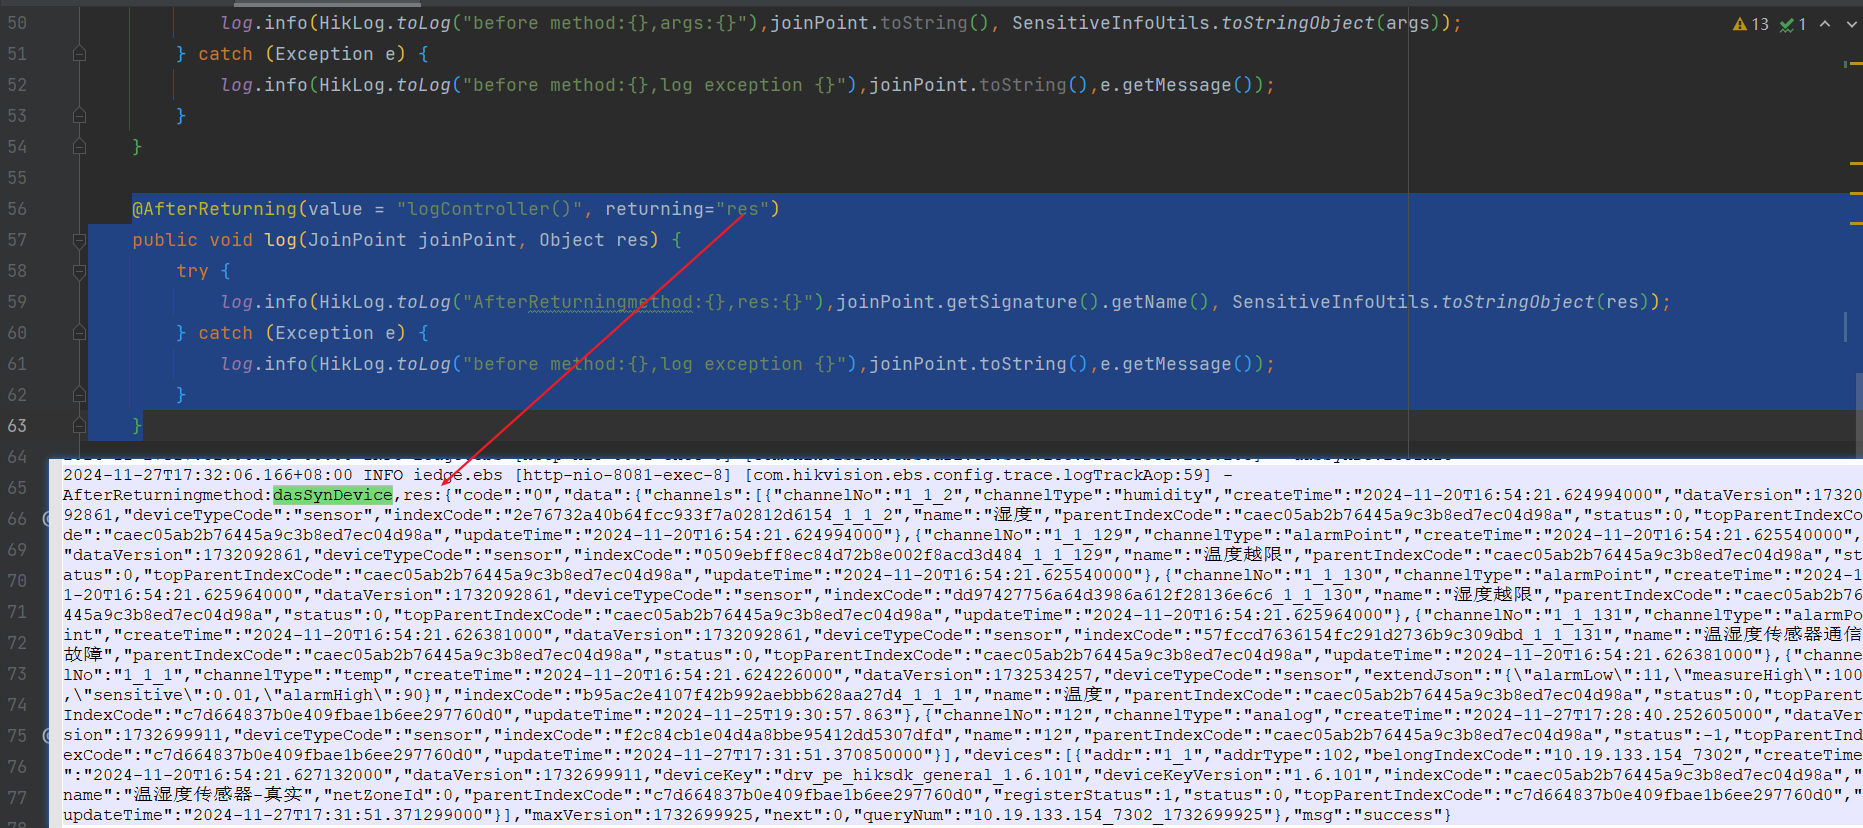 50 log.info(HikLog.toLog("before method:{},args:{}"),joinPoint.toString(), SensitiveInfoUtils.toStringObject(args));
13 1
51 } catch (Exception e) {
52 log.info(HikLog.toLog("before method:{},log exception {}"),joinPoint.toString(),e.getMessage());
53 }
54 }
55
56 @AfterReturning(value = "logController()", returning="res")
57 public void log(JoinPoint joinPoint, Object res) {
58 try {
59 log.info(HikLog.toLog("AfterReturningmethod:{},res:{}"),joinPoint.getSignature().getName(), SensitiveInfoUtils.toStringObject(res));
60 } catch (Exception e) {
61 log.info(HikLog.toLog("before method:{},log exception {}"),joinPoint.toString(),e.getMessage());
62 }
63 }
64
2024-11-27T17:32:06.166+08:00 INFO iedge.ebs [http-nio-8081-exec-8] [com.hikvision.ebs.config.trace.logTrackAop:59] -
65 AfterReturningmethod:dasSynDevice,res:{"code":"0","data":{"channels":[{"channelNo":"1_1_2","channelType":"humidity","createTime":"2024-11-20T16:54:21.624994000","dataVersion":17320
66 92861,"deviceTypeCode":"sensor","indexCode":"2e76732a40b64fcc933f7a02812d6154_1_1_2","name":"湿度","parentIndexCode":"caec05ab2b76445a9c3b8ed7ec04d98a","status":0,"topParentIndexCo
de":"caec05ab2b76445a9c3b8ed7ec04d98a","updateTime":"2024-11-20T16:54:21.624994000"},{"channelNo":"1_1_129","channelType":"alarmPoint","createTime":"2024-11-20T16:54:21.625540000",
69 "dataVersion":1732092861,"deviceTypeCode":"sensor","indexCode":"0509ebff8ec84d72b8e002f8acd3d484_1_1_129","name":"温度越限","parentIndexCode":"caec05ab2b76445a9c3b8ed7ec04d98a","st
70 atus":0,"topParentIndexCode":"caec05ab2b76445a9c3b8ed7ec04d98a","updateTime":"2024-11-20T16:54:21.625540000"},{"channelNo":"1_1_130","channelType":"alarmPoint","createTime":"2024-1
1-20T16:54:21.625964000","dataVersion":1732092861,"deviceTypeCode":"sensor","indexCode":"dd97427756a64d3986a612f28136e6c6_1_1_130","name":"湿度越限","parentIndexCode":"caec05ab2b76
71 445a9c3b8ed7ec04d98a","status":0,"topParentIndexCode":"caec05ab2b76445a9c3b8ed7ec04d98a","updateTime":"2024-11-20T16:54:21.625964000"},{"channelNo":"1_1_131","channelType":"alarmPo
72 int","createTime":"2024-11-20T16:54:21.626381000","dataVersion":1732092861,"deviceTypeCode":"sensor","indexCode":"57fccd7636154fc291d2736b9c309dbd_1_1_131","name":"温湿度传感器通信
故障","parentIndexCode":"caec05ab2b76445a9c3b8ed7ec04d98a","status":0,"topParentIndexCode":"caec05ab2b76445a9c3b8ed7ec04d98a","updateTime":"2024-11-20T16:54:21.626381000"},{"channe
73 lNo":"1_1_1","channelType":"temp","createTime":"2024-11-20T16:54:21.624226000","dataVersion":1732534257,"deviceTypeCode":"sensor","extendJson":"{\"alarmLow\":11,\"measureHigh\":100
,\"sensitive\":0.01,\"alarmHigh\":90}","indexCode":"b95ac2e4107f42b992aebbb628aa27d4_1_1_1","name":"温度","parentIndexCode":"caec05ab2b76445a9c3b8ed7ec04d98a","status":0,"topParent
74 IndexCode":"c7d664837b0e409fbae1b6ee297760d0","updateTime":"2024-11-25T19:30:57.863"},{"channelNo":"12","channelType":"analog","createTime":"2024-11-27T17:28:40.252605000","dataVer
75 sion":1732699911,"deviceTypeCode":"sensor","indexCode":"f2c84cb1e04d4a8bbe95412dd5307dfd","name":"12","parentIndexCode":"caec05ab2b76445a9c3b8ed7ec04d98a","status":-1,"topParentInd
76 exCode":"c7d664837b0e409fbae1b6ee297760d0","updateTime":"2024-11-27T17:31:51.370850000"}],"devices":[{"addr":"1_1","addrType":102,"belongIndexCode":"10.19.133.154_7302","createTime
":"2024-11-20T16:54:21.627132000","dataVersion":1732699911,"deviceKey":"drv_pe_hiksdk_general_1.6.101","deviceKeyVersion":"1.6.101","indexCode":"caec05ab2b76445a9c3b8ed7ec04d98a","
77 name":"温湿度传感器-真实","netZoneId":0,"parentIndexCode":"c7d664837b0e409fbae1b6ee297760d0","registerStatus":1,"status":0,"topParentIndexCode":"c7d664837b0e409fbae1b6ee297760d0","
updateTime":"2024-11-27T17:31:51.371299000"}],"maxVersion":1732699925,"next":0,"queryNum":"10.19.133.154_7302_1732699925"},"msg":"success"}